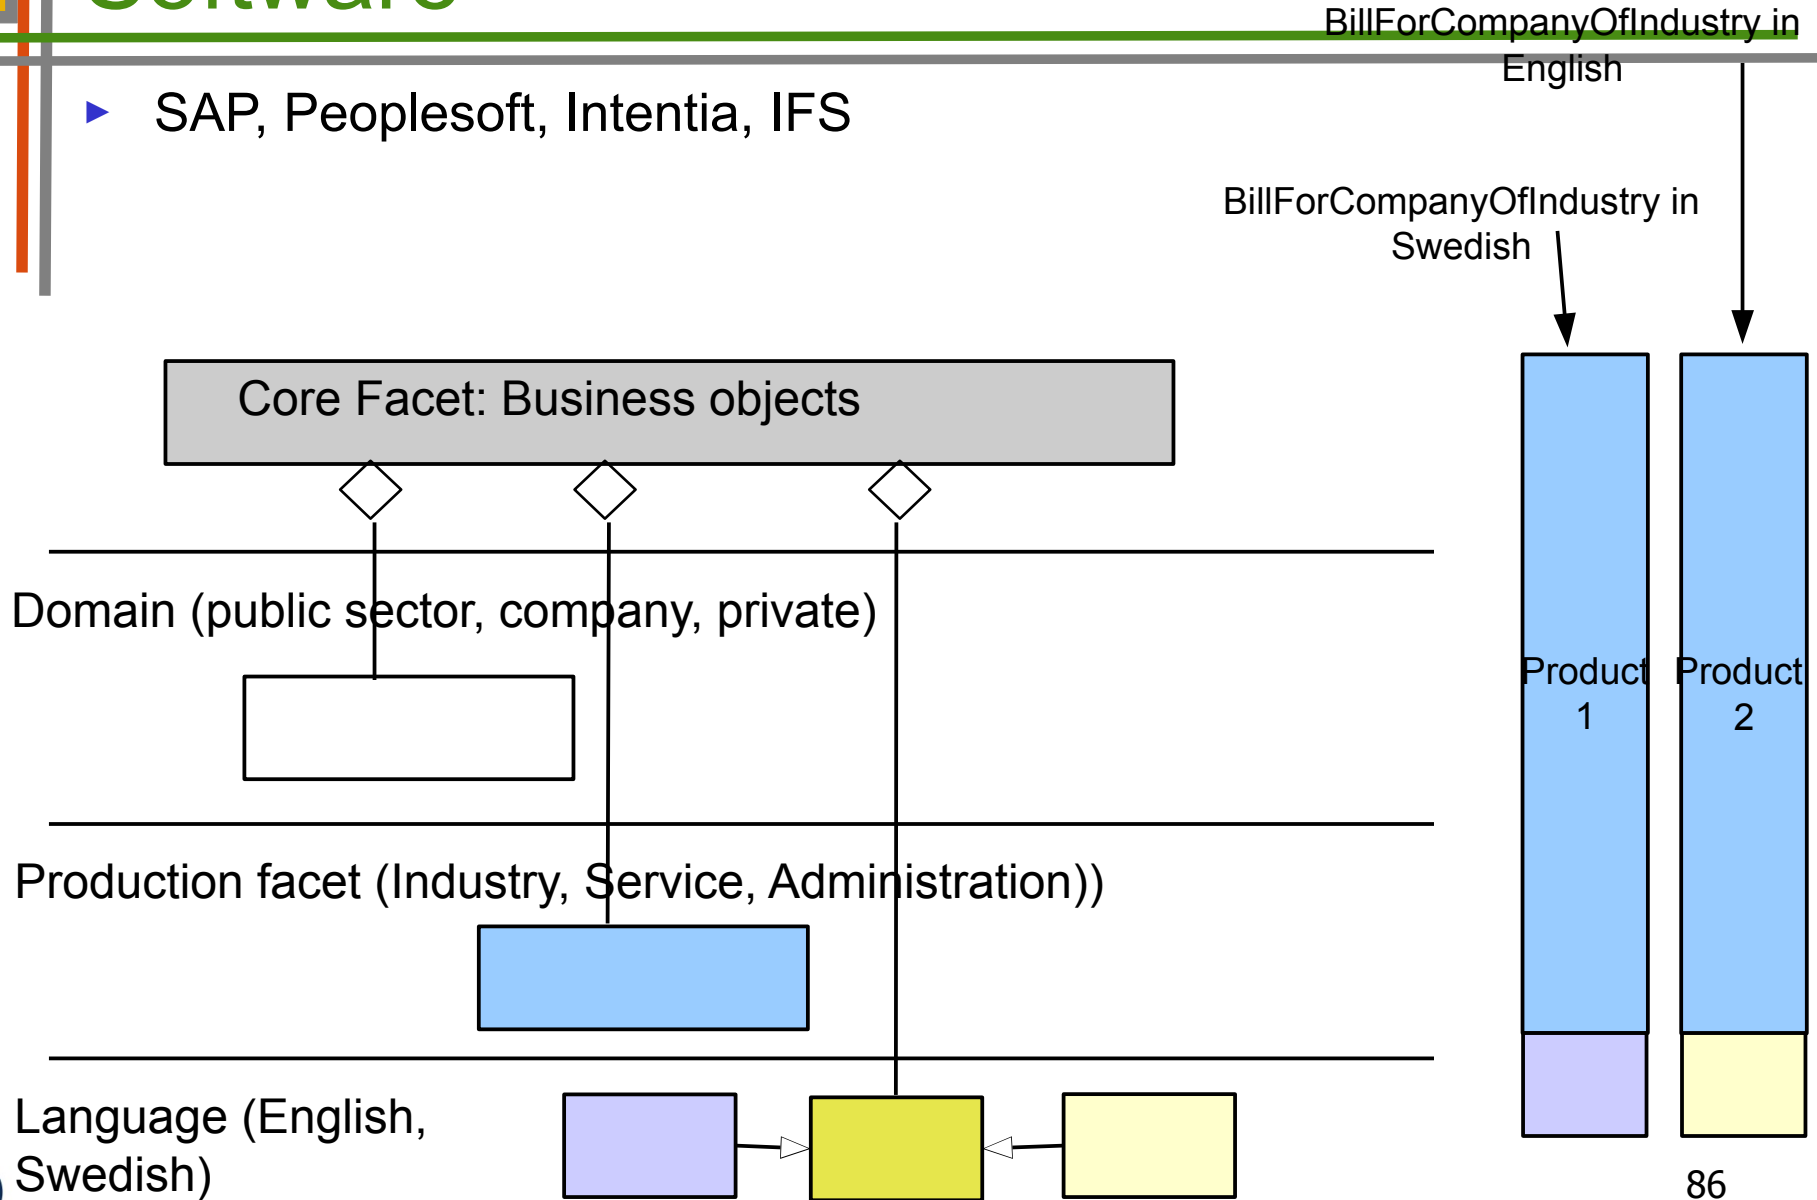 Software
BillForCompanyOfIndustry in
English
SAP, Peoplesoft, Intentia, IFS
BillForCompanyOfIndustry in
Swedish
Core Facet: Business objects
Domain (public sector, company, private)
Product
1
Product
2
Production facet (Industry, Service, Administration))
Language (English,
Swedish)
86